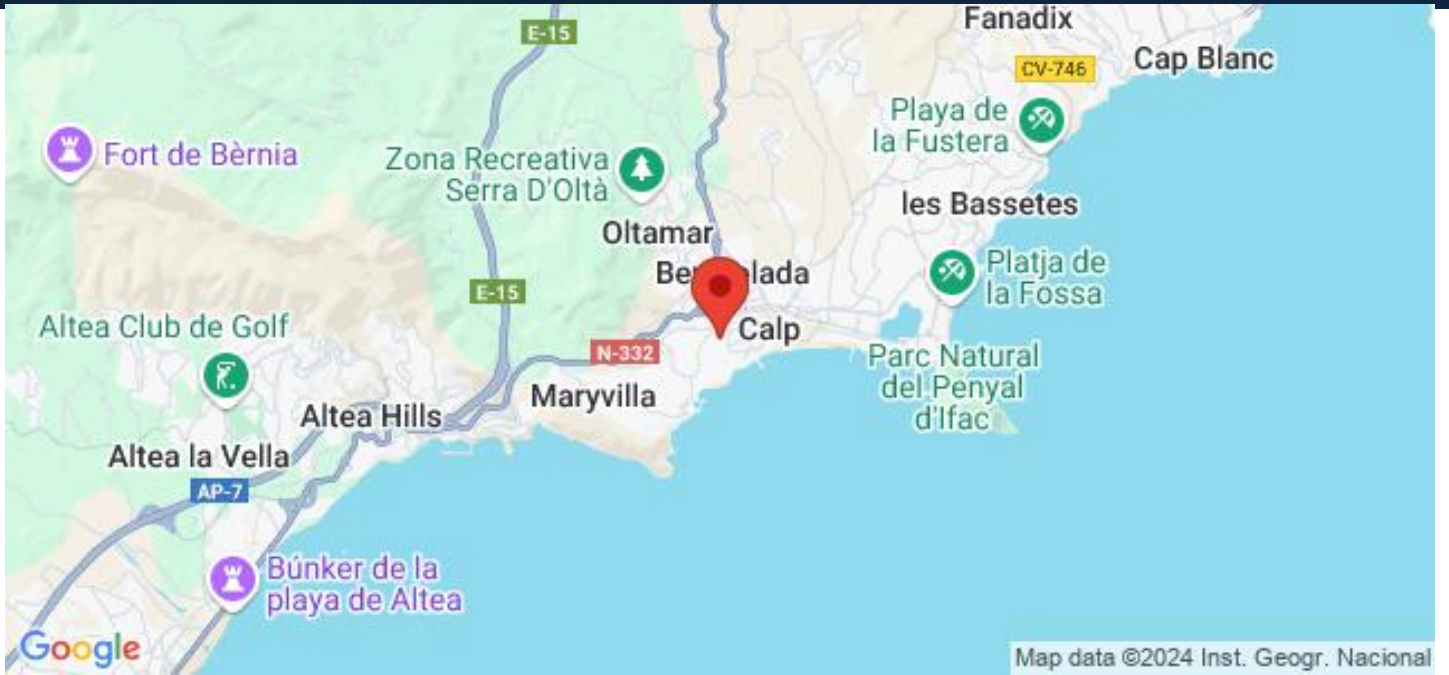 Fanadix
E-15
CV-746
Cap Blanc
Playa de
la Fustera
Fort de Bèrnia
Zona Recreativa
Serra D'Oltà
les Bassetes
Oltamar
Platja de
la Fossa
E-15
Altea Club de Golf
Calp
N-332
Parc Natural
del Penyal
d'Ifac
Maryvilla
Altea Hills
Altea la Vella
AP-7
Búnker de la
playa de Altea
Google
Map data ©2024 Inst. Geogr. Nacional